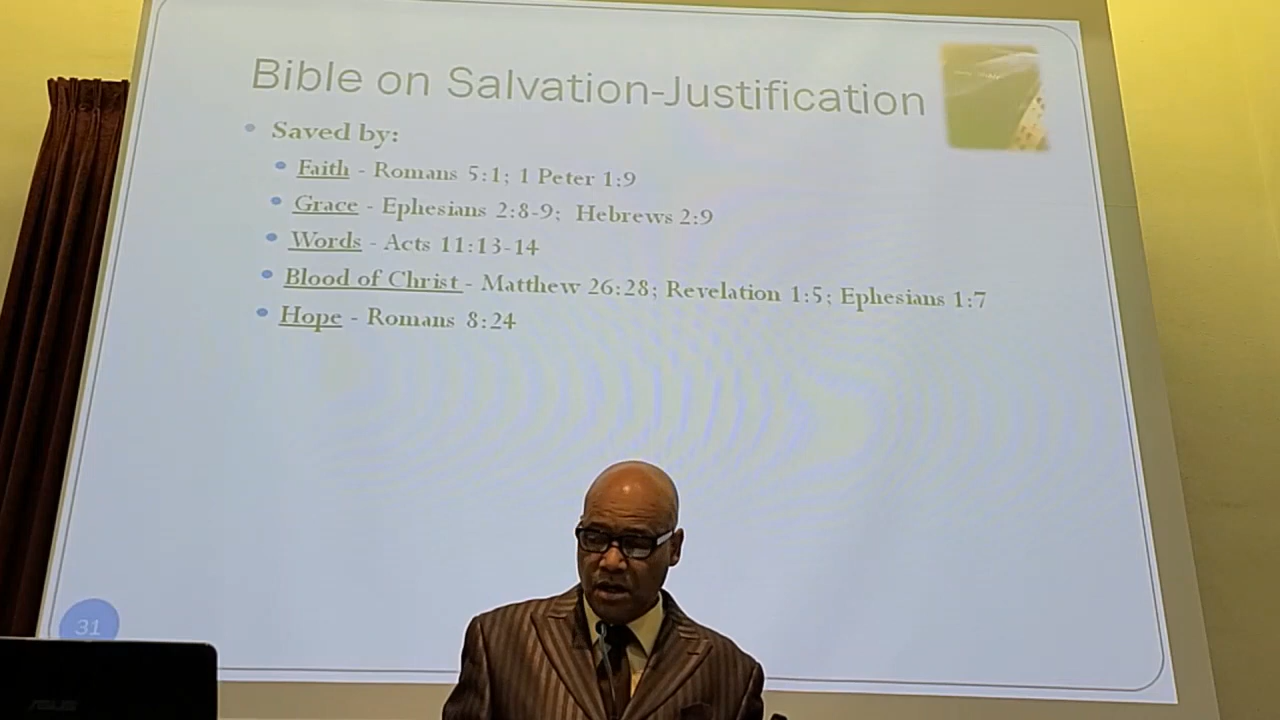 Bible on Salvation-Justification
Saved by:
Faith - Romans 5:1; 1 Peter 1:9
Grace - Ephesians 2:8-9; Hebrews 2:9
Words - Acts 11:13-14
Blood of Christ - Matthew 26:28; Revelation 1:5; Ephesians 1:7
Hope - Romans 8:24
31
ASUS